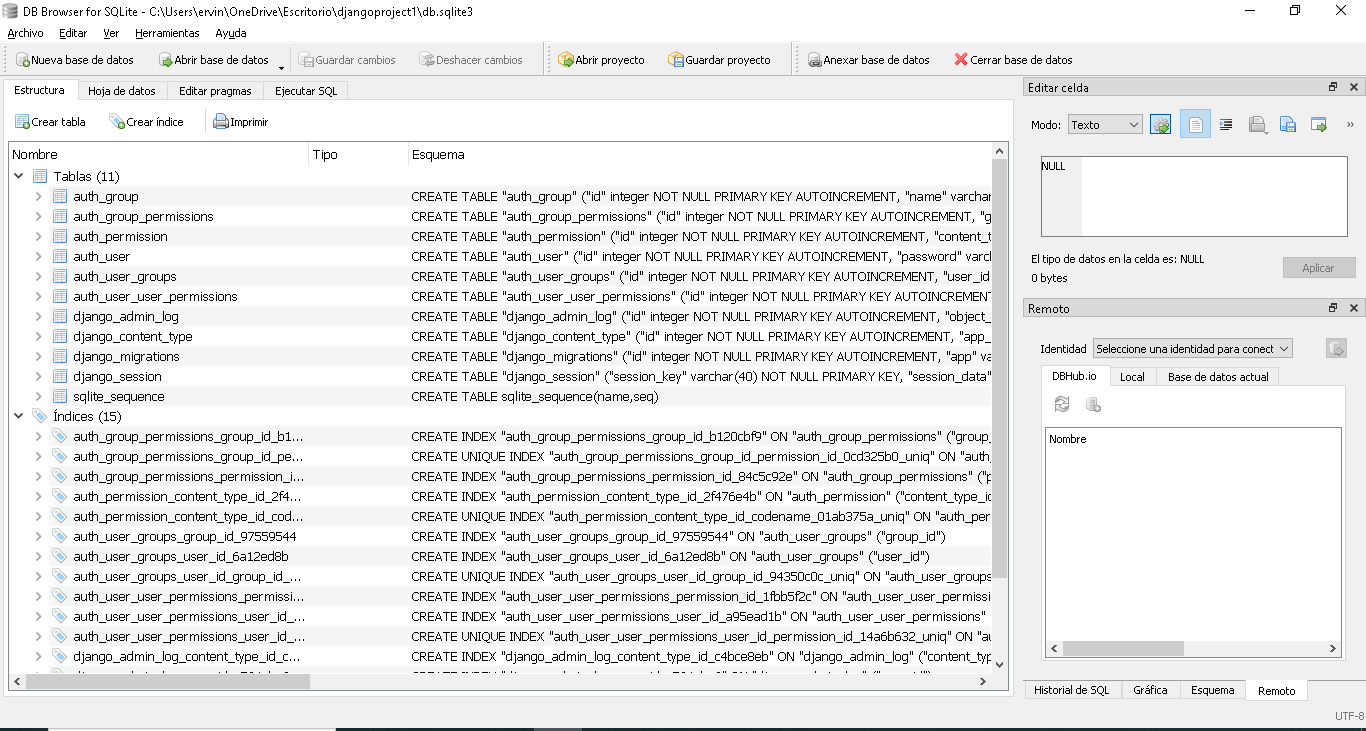 DB Browser for SQLite - C:\Users\ervin\OneDrive\Escritorio\djangoproject1\db.sqlite3
Archivo Editar Ver Herramientas Ayuda
Nueva base de datos Abrir base de datos Guardar cambios Deshacer cambios Abrir proyecto Guardar proyecto Anexar base de datos Cerrar base de datos
Estructura Hoja de datos Editar pragmas Ejecutar SQL
Crear tabla Crear índice Imprimir
Nombre Tipo Esquema
Tablas (11)
auth_group CREATE TABLE "auth_group" ("id" integer NOT NULL PRIMARY KEY AUTOINCREMENT, "name" varchar
auth_group_permissions CREATE TABLE "auth_group_permissions" ("id" integer NOT NULL PRIMARY KEY AUTOINCREMENT, "g
auth_permission CREATE TABLE "auth_permission" ("id" integer NOT NULL PRIMARY KEY AUTOINCREMENT, "content_t
auth_user CREATE TABLE "auth_user" ("id" integer NOT NULL PRIMARY KEY AUTOINCREMENT, "password" varc
auth_user_groups CREATE TABLE "auth_user_groups" ("id" integer NOT NULL PRIMARY KEY AUTOINCREMENT, "user_id
auth_user_user_permissions CREATE TABLE "auth_user_user_permissions" ("id" integer NOT NULL PRIMARY KEY AUTOINCREMENT
django_admin_log CREATE TABLE "django_admin_log" ("id" integer NOT NULL PRIMARY KEY AUTOINCREMENT, "object_
django_content_type CREATE TABLE "django_content_type" ("id" integer NOT NULL PRIMARY KEY AUTOINCREMENT, "app_
django_migrations CREATE TABLE "django_migrations" ("id" integer NOT NULL PRIMARY KEY AUTOINCREMENT, "app" va
django_session CREATE TABLE "django_session" ("session_key" varchar(40) NOT NULL PRIMARY KEY, "session_data"
sqlite_sequence CREATE TABLE sqlite_sequence(name,seq)
Índices (15)
auth_group_permissions_group_id_b1... CREATE INDEX "auth_group_permissions_group_id_b120cbf9" ON "auth_group_permissions" ("group_
auth_group_permissions_group_id_pe... CREATE UNIQUE INDEX "auth_group_permissions_group_id_permission_id_0cd325b0_uniq" ON "auth_
auth_group_permissions_permission_i... CREATE INDEX "auth_group_permissions_permission_id_84c5c92e" ON "auth_group_permissions" ("p
auth_permission_content_type_id_2f4... CREATE INDEX "auth_permission_content_type_id_2f476e4b" ON "auth_permission" ("content_type_id
auth_permission_content_type_id_cod... CREATE UNIQUE INDEX "auth_permission_content_type_id_codename_01ab375a_uniq" ON "auth_per
auth_user_groups_group_id_97559544 CREATE INDEX "auth_user_groups_group_id_97559544" ON "auth_user_groups" ("group_id")
auth_user_groups_user_id_6a12ed8b CREATE INDEX "auth_user_groups_user_id_6a12ed8b" ON "auth_user_groups" ("user_id")
auth_user_groups_user_id_group_id_... CREATE UNIQUE INDEX "auth_user_groups_user_id_group_id_94350c0c_uniq" ON "auth_user_groups
auth_user_user_permissions_permissi... CREATE INDEX "auth_user_user_permissions_permission_id_1fbb5f2c" ON "auth_user_user_permissi
auth_user_user_permissions_user_id_... CREATE INDEX "auth_user_user_permissions_user_id_a95ead1b" ON "auth_user_user_permissions"
auth_user_user_permissions_user_id_... CREATE UNIQUE INDEX "auth_user_user_permissions_user_id_permission_id_14a6b632_uniq" ON "au
django_admin_log_content_type_id_c... CREATE INDEX "django_admin_log_content_type_id_c4bce8eb" ON "django_admin_log" ("content_typ
Editar celda
Modo: Texto
NULL
El tipo de datos en la celda es: NULL
0 bytes
Aplicar
Remoto
Identidad Seleccione una identidad para conect
DBHub.io Local Base de datos actual
Nombre
Historial de SQL Gráfica Esquema Remoto
UTF-8